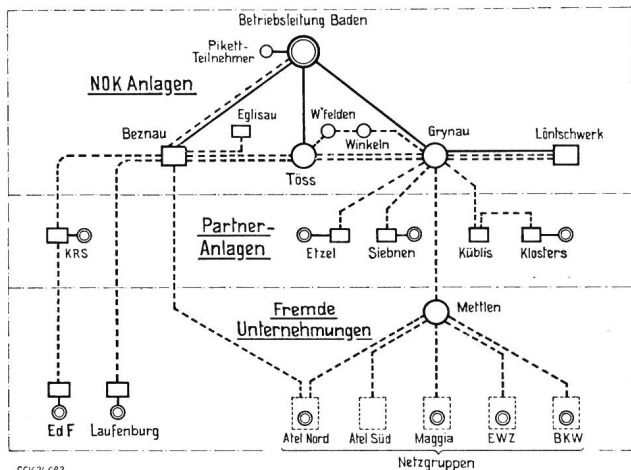 Betriebsleitung Baden
Pikett-
Teilnehmer
NOK Anlagen
Eglisau
W'felden
Beznau
Winkeln
Grynau
Löntschwerk
Töss
Partner-
Anlagen
KRS
Etzel
Siebnen
Küblis
Klosters
Fremde
Unternehmungen
Mettlen
Ed F
Laufenburg
Atel Nord
Atel Süd
Maggia
EWZ
BKW
Netzgruppen